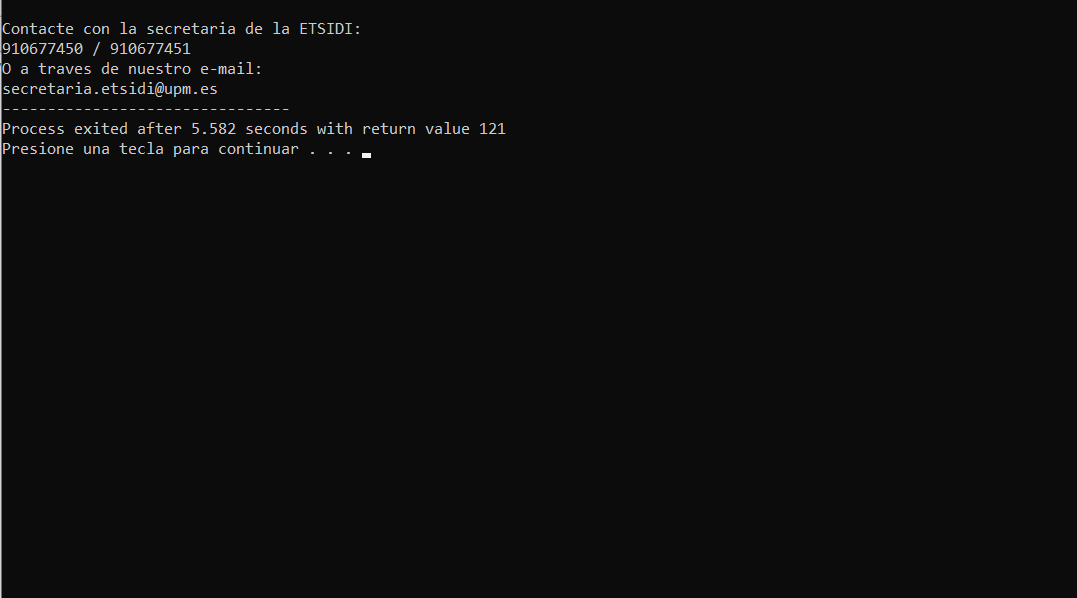 Contacte con la secretaria de la ETSIDI:
910677450 / 910677451
O a traves de nuestro e-mail:
secretaria.etsidi@upm.es
--------------------------------
Process exited after 5.582 seconds with return value 121
Presione una tecla para continuar . . .